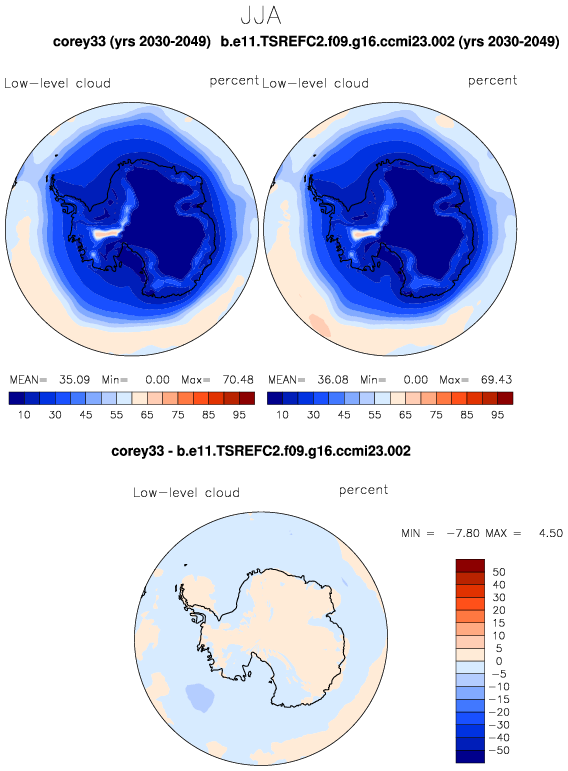 JJA
corey33 (yrs 2030-2049) b.e11.TSREFC2.f09.g16.ccmi23.002 (yrs 2030-2049)
Low-level cloud percent Low-level cloud percent
MEAN= 35.09 Min= 0.00 Max= 70.48 MEAN= 36.08 Min= 0.00 Max= 69.43
10 30 45 55 65 75 85 95 10 30 45 55 65 75 85 95
corey33 - b.e11.TSREFC2.f09.g16.ccmi23.002
Low-level cloud percent
MIN = -7.80 MAX = 4.50
50
40
30
20
15
10
5
0
-5
-10
-15
-20
-30
-40
-50